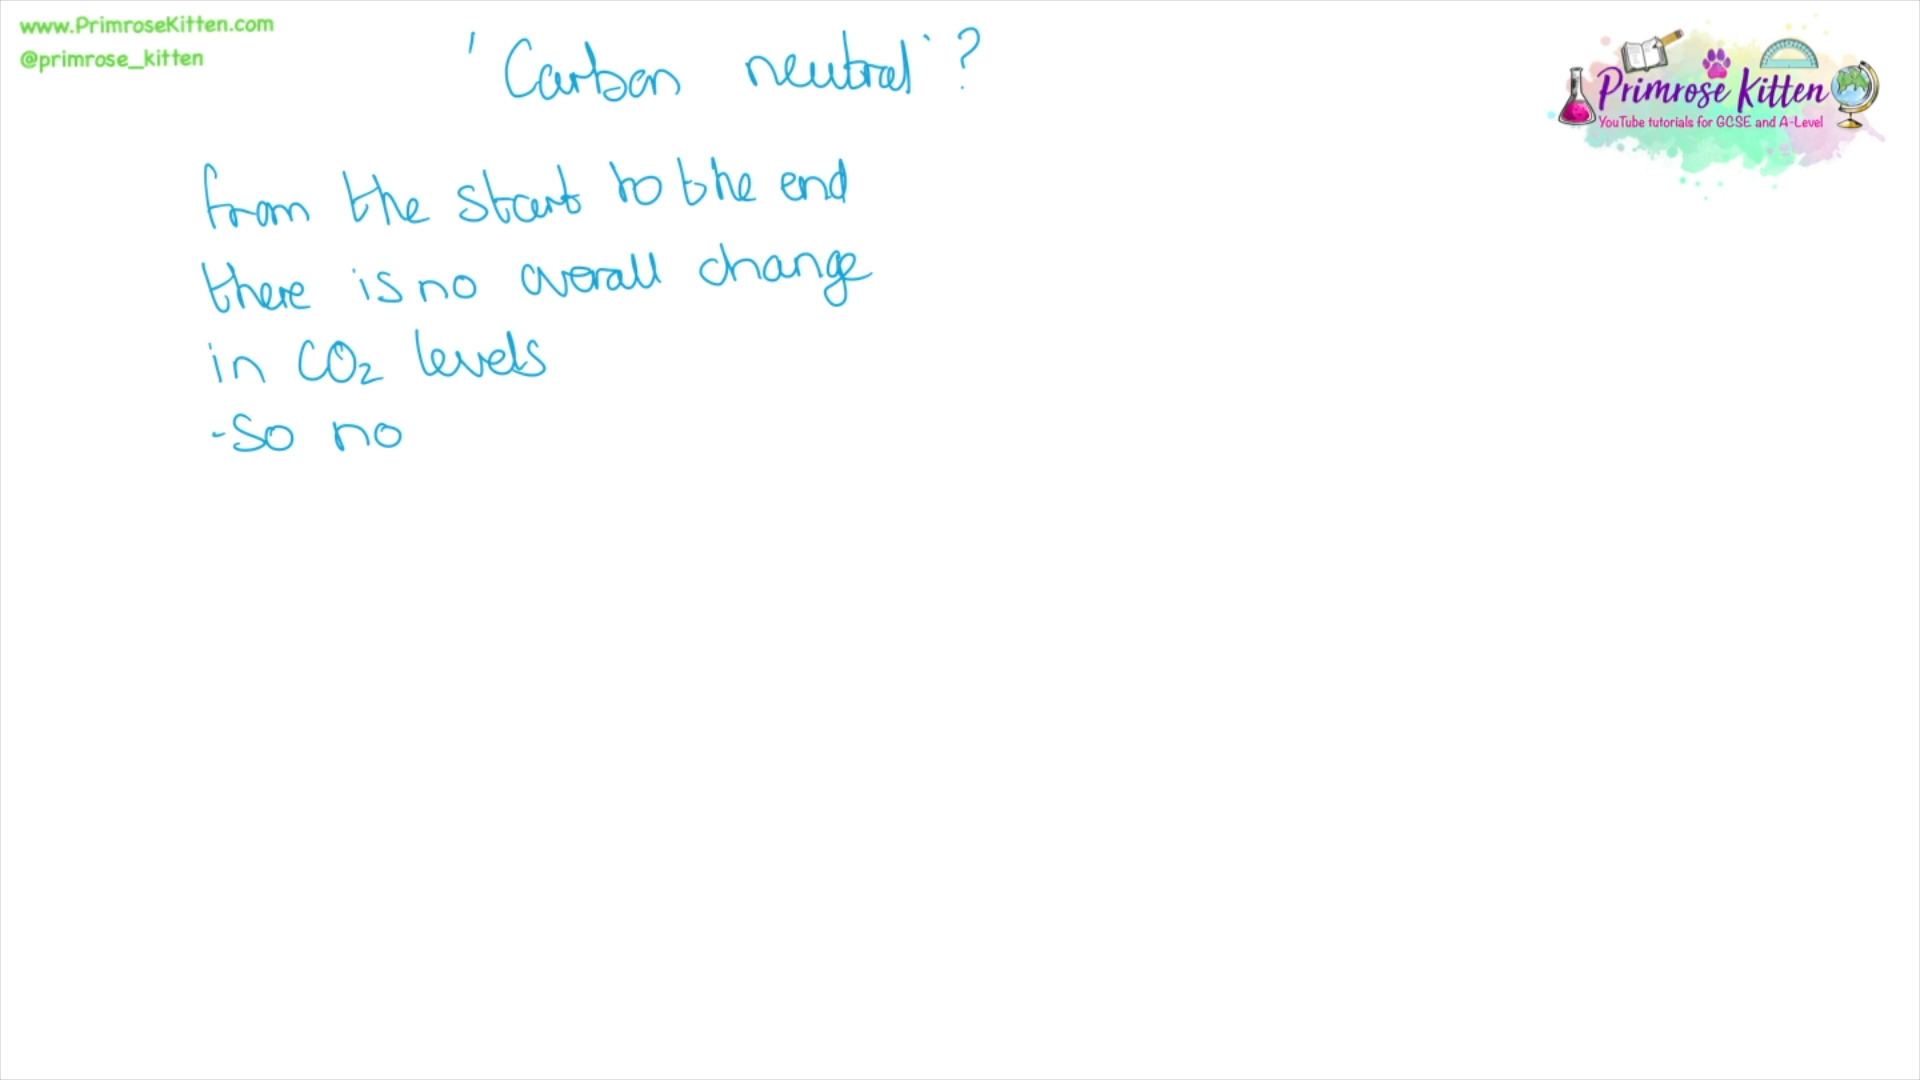 www.PrimroseKitten.com
@primrose_kitten
'Carbon neutral'?
Primrose Kitten
YouTube tutorials for GCSE and A-Level
from the start to the end
there is no overall change
in CO₂ levels
-so no